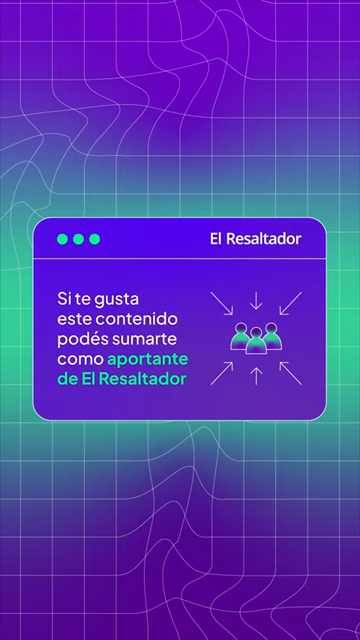 El Resaltador
Si te gusta
este contenido
podés sumarte
como aportante
de El Resaltador